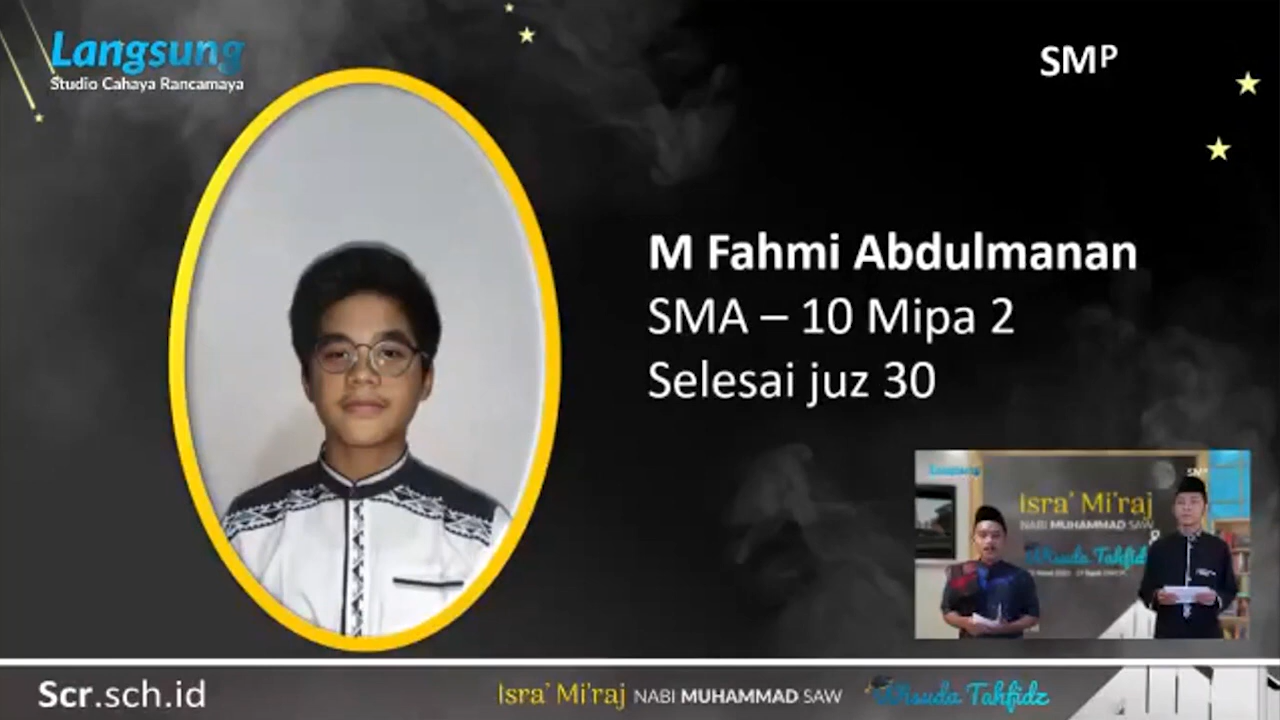 Langsung
Studio Cahaya Rancamaya
SMP
M Fahmi Abdulmanan
SMA – 10 Mipa 2
Selesai juz 30
Langsung
SMP
Isra' Mi'raj
NABI MUHAMMAD SAW
&
Wisuda Tahfidz
Scr.sch.id
Isra' Mi'raj NABI MUHAMMAD SAW Wisuda Tahfidz